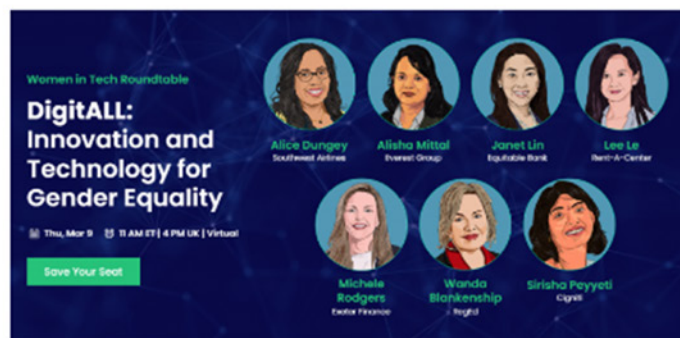 Women in Tech Roundtable
DigitALL:
Innovation and
Technology for
Gender Equality
Thu, Mar 9 11 AM ET | 4 PM UK | Virtual
Save Your Seat
Alice Dungey
Southwest Airlines
Alisha Mittal
Everest Group
Janet Lin
Equitable Bank
Lee Le
Rent-A-Center
Michele
Rodgers
Exeter Finance
Wanda
Blankenship
RegEd
Sirisha Peyyeti
Cigniti